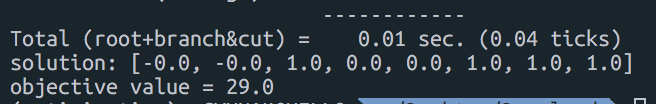 ------------
Total (root+branch&cut) =    0.01 sec. (0.04 ticks)
solution: [-0.0, -0.0, 1.0, 0.0, 0.0, 1.0, 1.0, 1.0]
objective value = 29.0